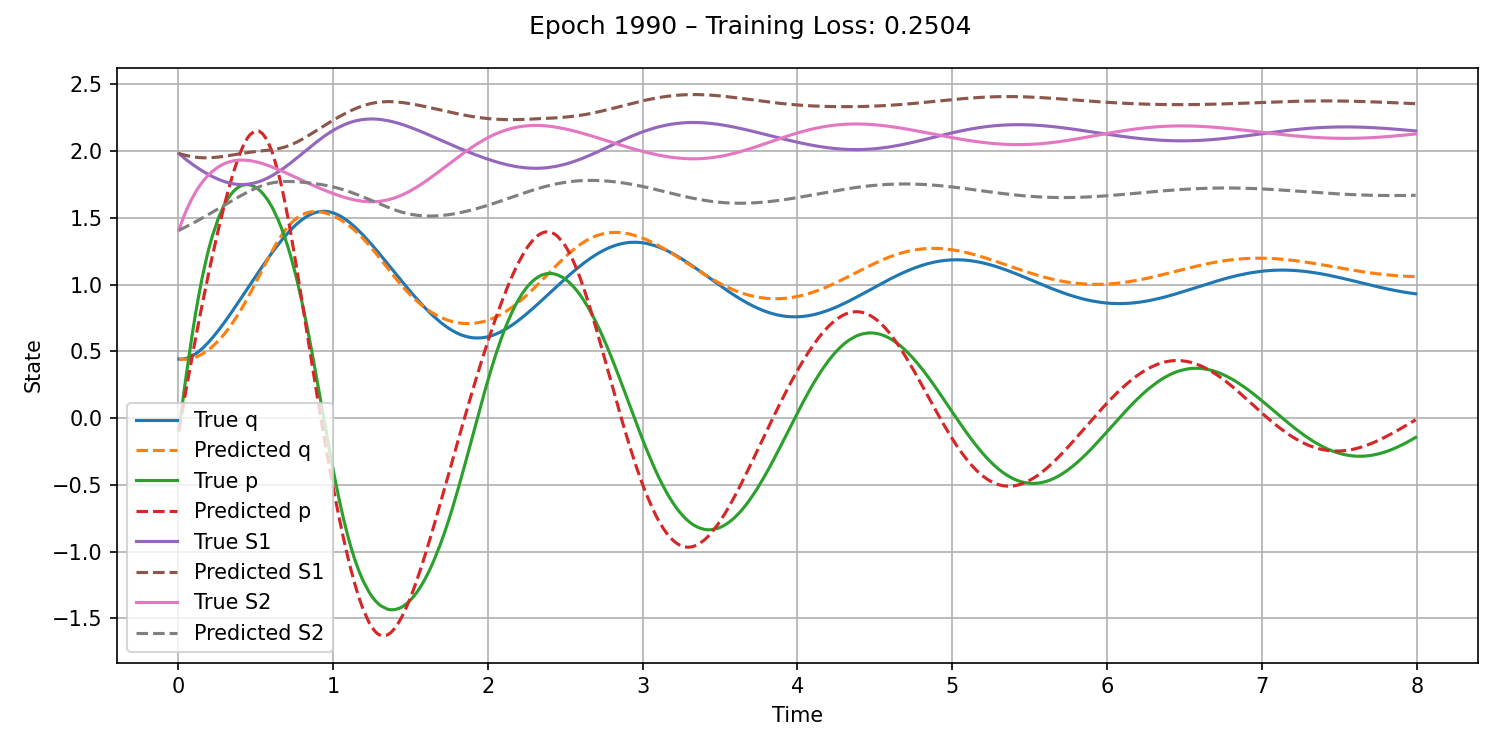 Epoch 1990 – Training Loss: 0.2504
2.5
2.0
1.5
1.0
0.5
0.0
−0.5
−1.0
−1.5
State
True q
Predicted q
True p
Predicted p
True S1
Predicted S1
True S2
Predicted S2
0 1 2 3 4 5 6 7 8
Time